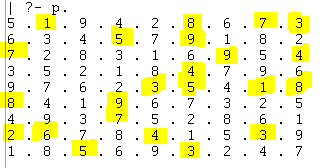 | ?- p.
5 . 1 . 9 . 4 . 2 . 8 . 6 . 7 . 3
6 . 3 . 4 . 5 . 7 . 9 . 1 . 8 . 2
7 . 2 . 8 . 3 . 1 . 6 . 9 . 5 . 4
3 . 5 . 2 . 1 . 8 . 4 . 7 . 9 . 6
9 . 7 . 6 . 2 . 3 . 5 . 4 . 1 . 8
8 . 4 . 1 . 9 . 6 . 7 . 3 . 2 . 5
4 . 9 . 3 . 7 . 5 . 2 . 8 . 6 . 1
2 . 6 . 7 . 8 . 4 . 1 . 5 . 3 . 9
1 . 8 . 5 . 6 . 9 . 3 . 2 . 4 . 7